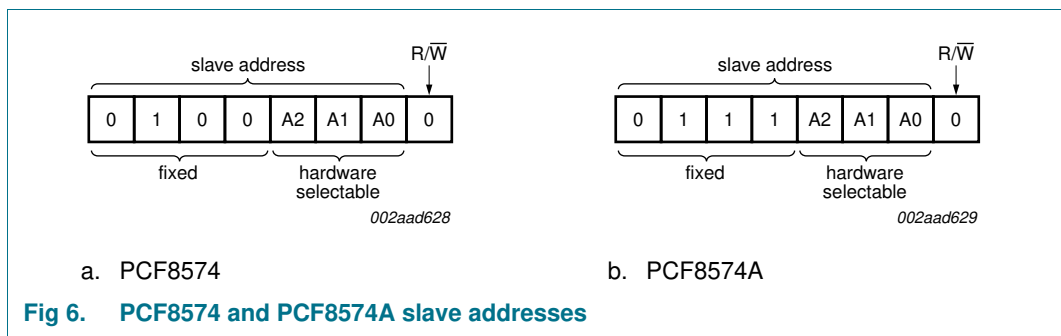 R/W̅
slave address
0 1 0 0 A2 A1 A0 0
fixed
hardware
selectable
002aad628
a. PCF8574
R/W̅
slave address
0 1 1 1 A2 A1 A0 0
fixed
hardware
selectable
002aad629
b. PCF8574A
Fig 6. PCF8574 and PCF8574A slave addresses